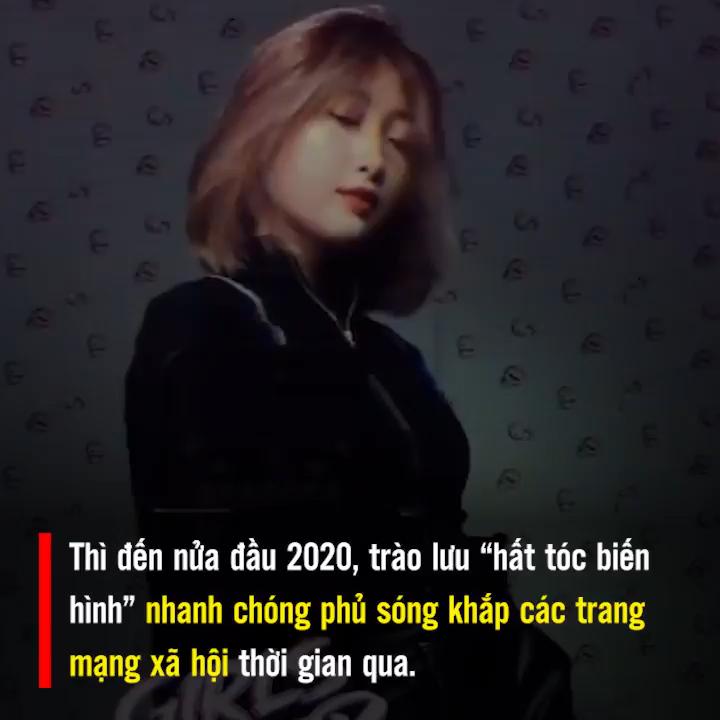 Thì đến nửa đầu 2020, trào lưu “hất tóc biến
hình” nhanh chóng phủ sóng khắp các trang
mạng xã hội thời gian qua.
GIRLS